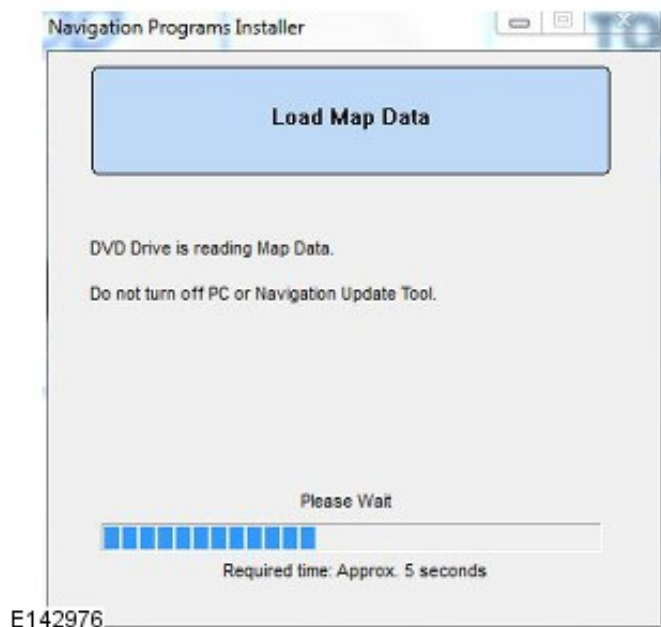 Navigation Programs Installer
Load Map Data
DVD Drive is reading Map Data.
Do not turn off PC or Navigation Update Tool.
Please Wait
Required time: Approx. 5 seconds
E142976